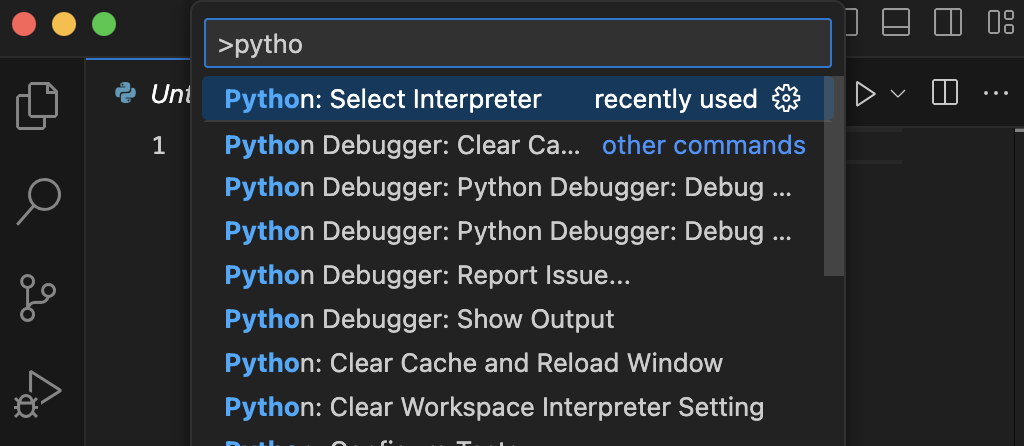 >pytho
Unt
Python: Select Interpreter recently used
1
Python Debugger: Clear Ca... other commands
Python Debugger: Python Debugger: Debug ...
Python Debugger: Python Debugger: Debug ...
Python Debugger: Report Issue...
Python Debugger: Show Output
Python: Clear Cache and Reload Window
Python: Clear Workspace Interpreter Setting